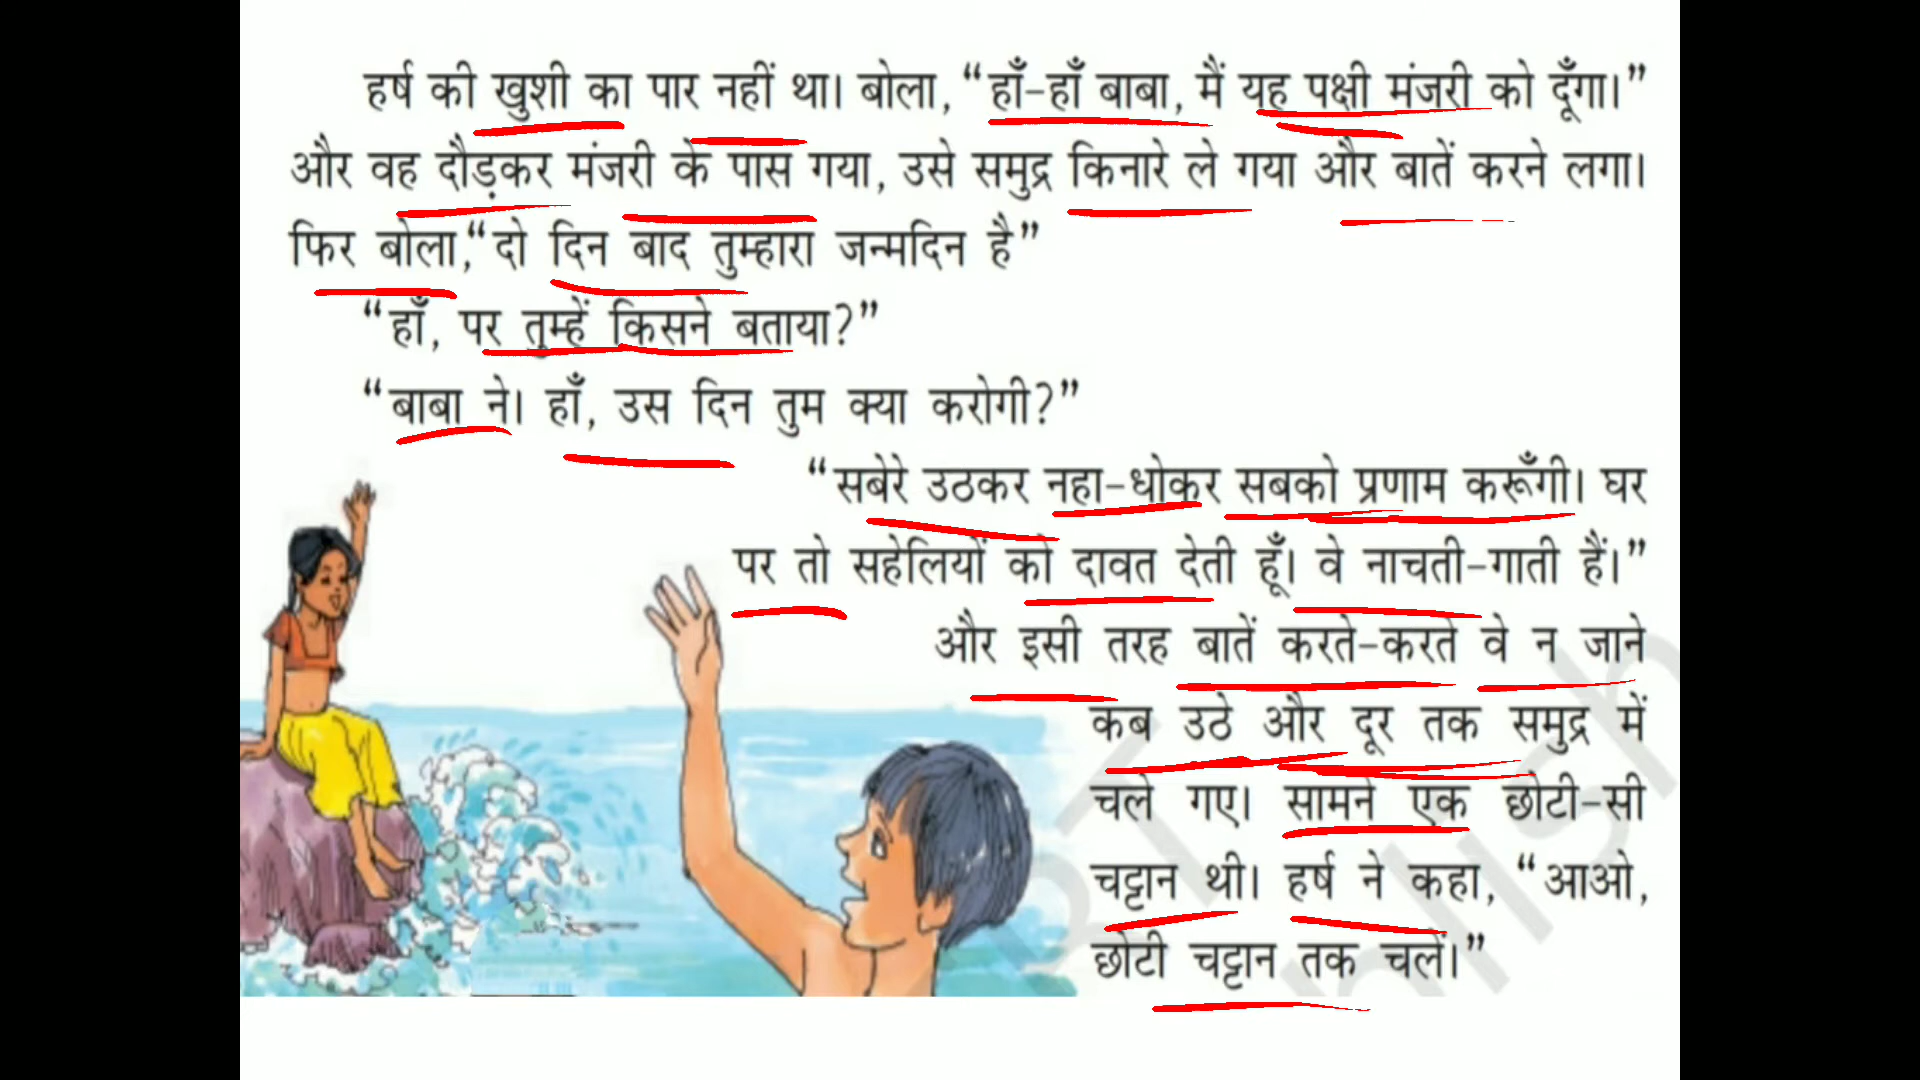 हर्ष की खुशी का पार नहीं था। बोला, “हाँ-हाँ बाबा, मैं यह पक्षी मंजरी को दूँगा।”
और वह दौड़कर मंजरी के पास गया, उसे समुद्र किनारे ले गया और बातें करने लगा।
फिर बोला,“दो दिन बाद तुम्हारा जन्मदिन है”
“हाँ, पर तुम्हें किसने बताया?”
“बाबा ने। हाँ, उस दिन तुम क्या करोगी?”
“सबेरे उठकर नहा-धोकर सबको प्रणाम करूँगी। घर
पर तो सहेलियों को दावत देती हूँ। वे नाचती-गाती हैं।”
और इसी तरह बातें करते-करते वे न जाने
कब उठे और दूर तक समुद्र में
चले गए। सामने एक छोटी-सी
चट्टान थी। हर्ष ने कहा, “आओ,
छोटी चट्टान तक चलें।”